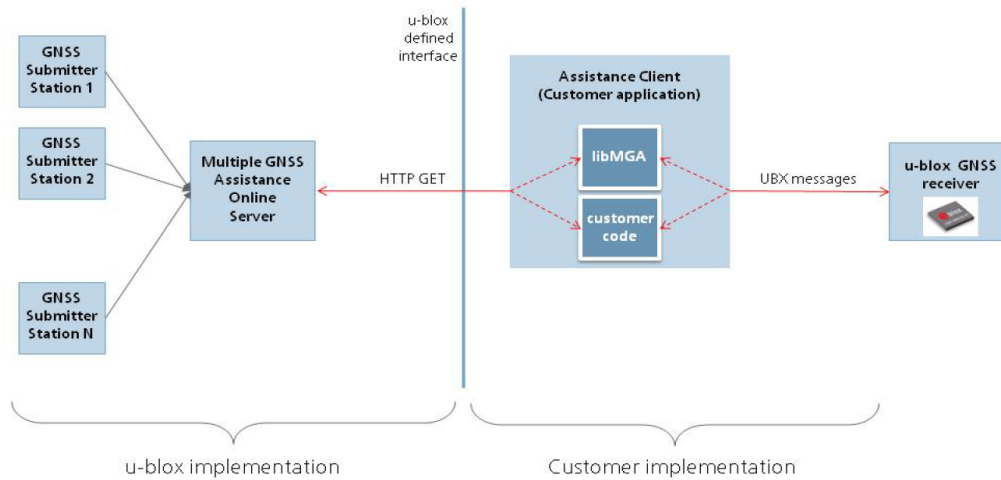 GNSS
Submitter
Station 1
GNSS
Submitter
Station 2
GNSS
Submitter
Station N
Multiple GNSS
Assistance
Online
Server
HTTP GET
u-blox
defined
interface
Assistance Client
(Customer application)
libMGA
customer
code
UBX messages
u-blox GNSS
receiver
u-blox implementation
Customer implementation